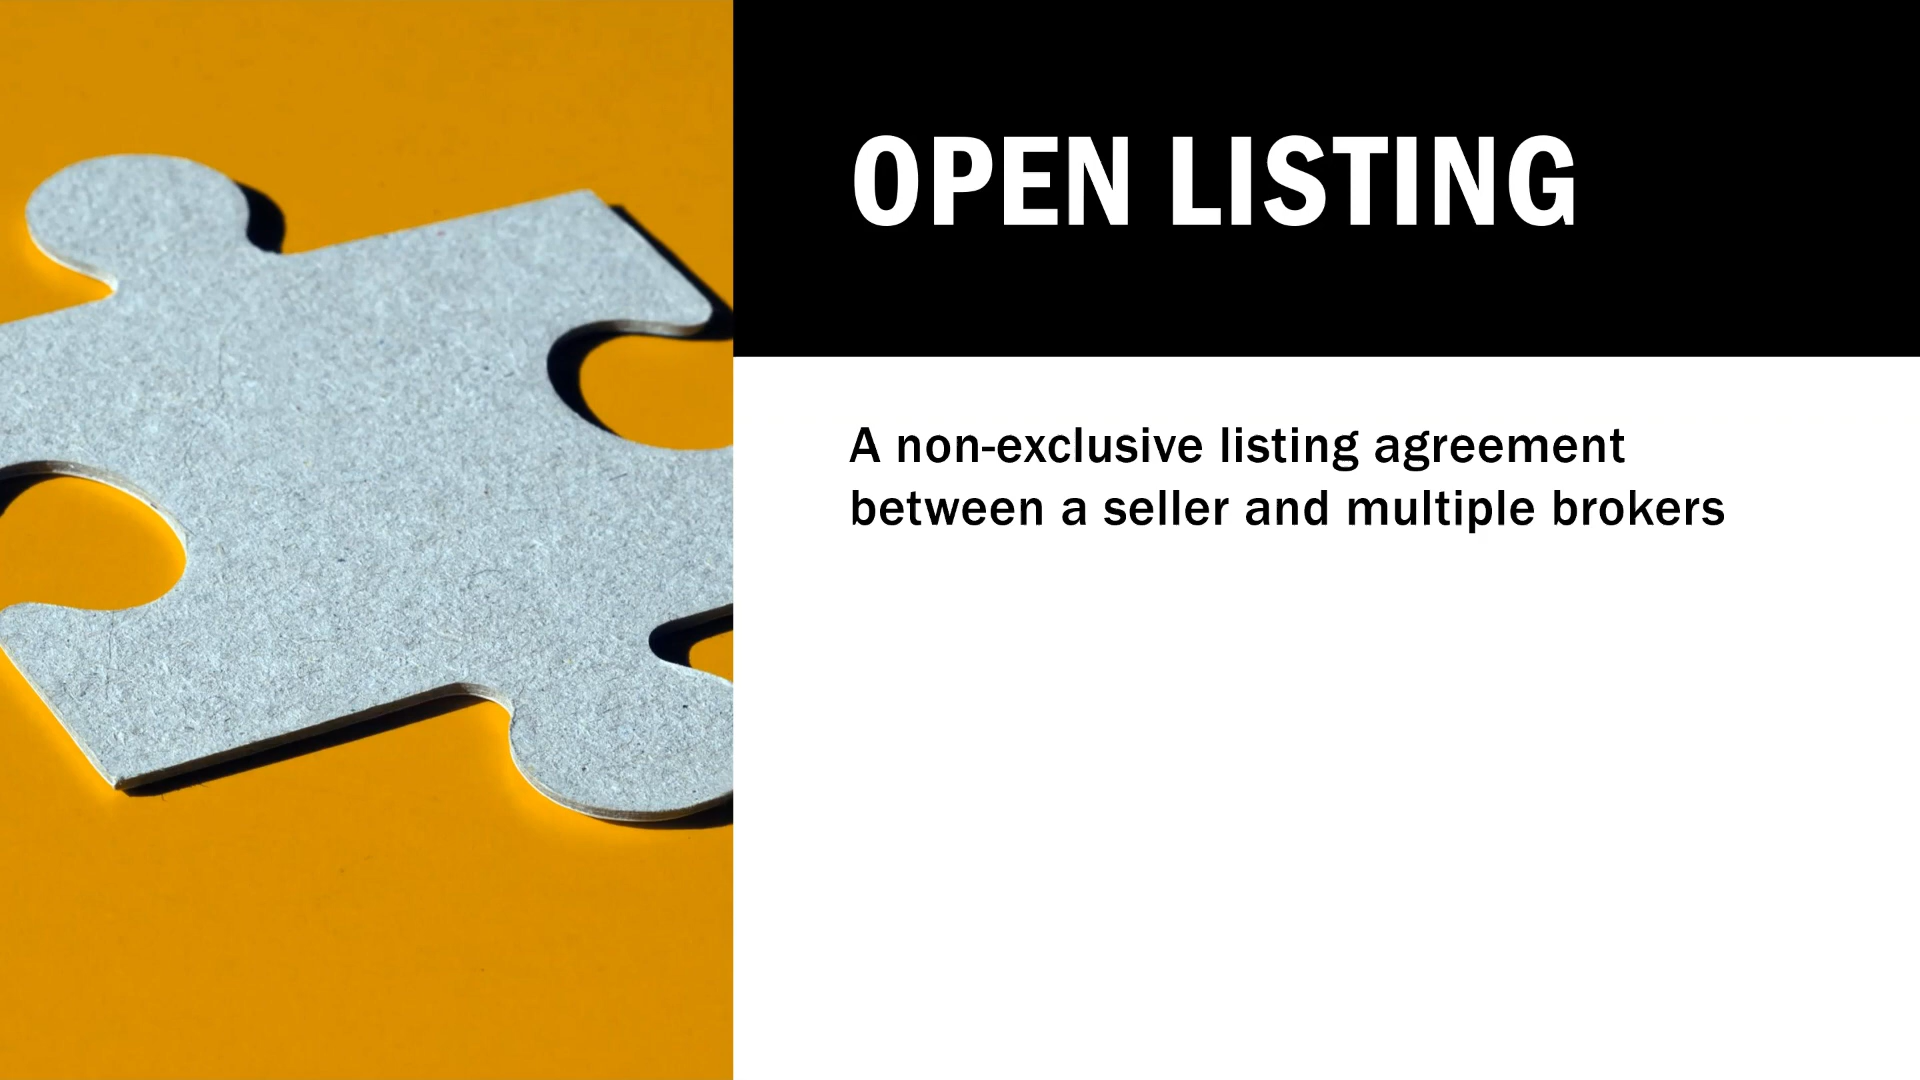 OPEN LISTING
A non-exclusive listing agreement
between a seller and multiple brokers